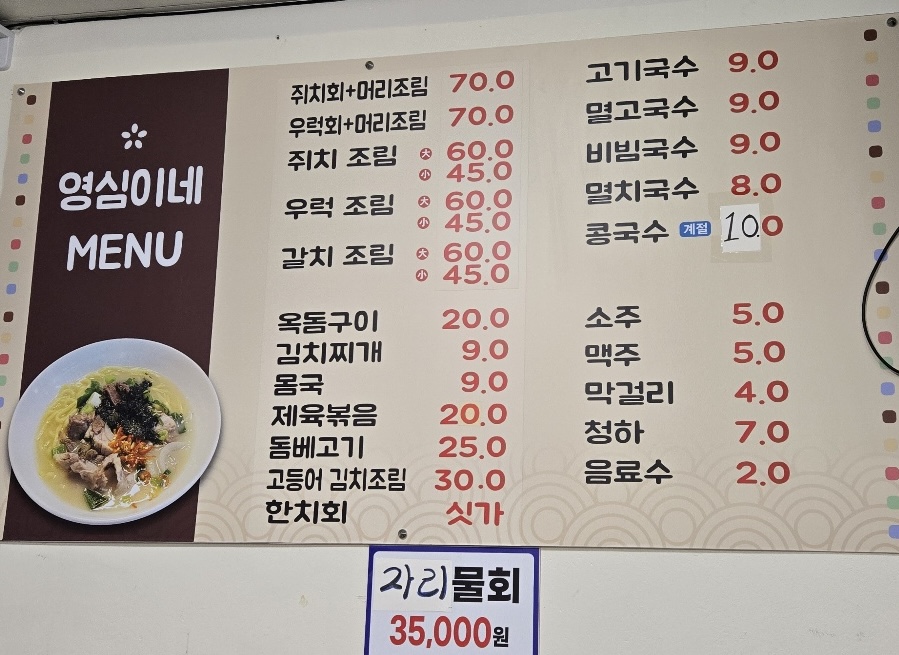 영심이네
MENU
쥐치회+머리조림 70.0
우럭회+머리조림 70.0
쥐치 조림 大 60.0
小 45.0
우럭 조림 大 60.0
小 45.0
갈치 조림 大 60.0
小 45.0
옥돔구이 20.0
김치찌개 9.0
몸국 9.0
제육볶음 20.0
돔베고기 25.0
고등어 김치조림 30.0
한치회 싯가
고기국수 9.0
멸고국수 9.0
비빔국수 9.0
멸치국수 8.0
콩국수 계절 10.0
소주 5.0
맥주 5.0
막걸리 4.0
청하 7.0
음료수 2.0
자리물회
35,000원